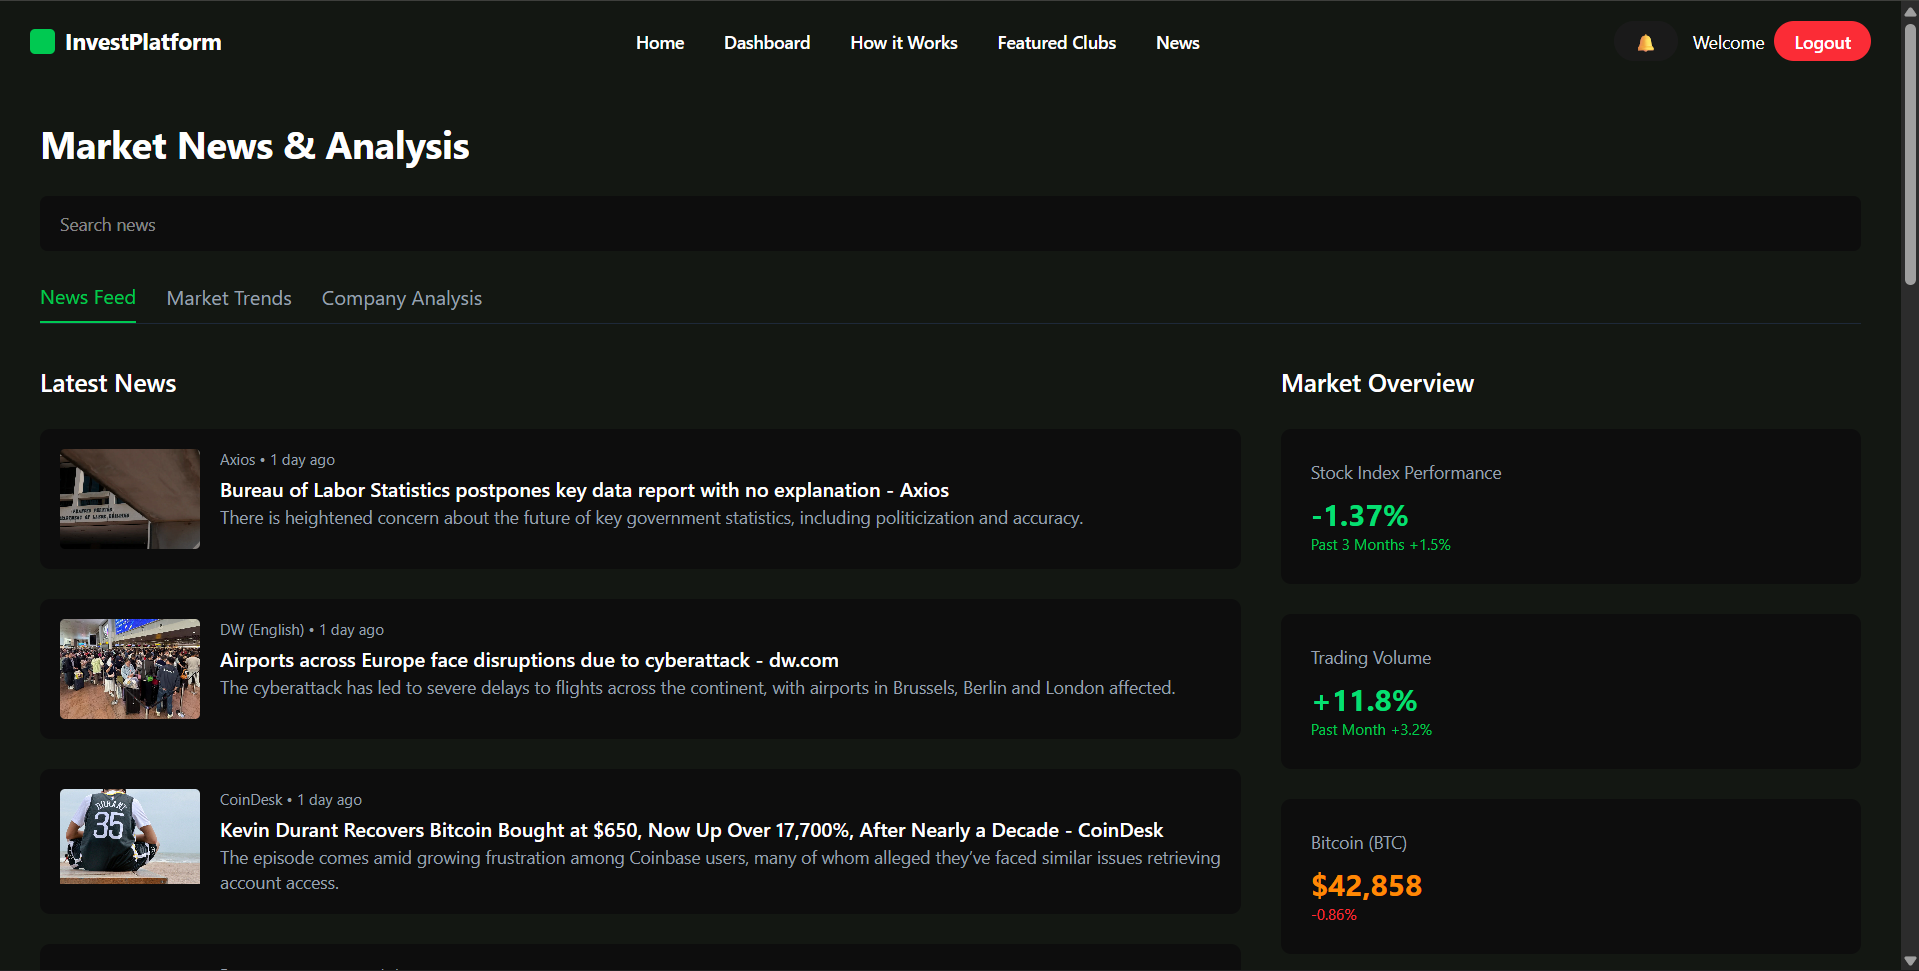 InvestPlatform
Home
Dashboard
How it Works
Featured Clubs
News
Welcome
Logout
Market News & Analysis
Search news
News Feed
Market Trends
Company Analysis
Latest News
Axios • 1 day ago
Bureau of Labor Statistics postpones key data report with no explanation - Axios
There is heightened concern about the future of key government statistics, including politicization and accuracy.
DW (English) • 1 day ago
Airports across Europe face disruptions due to cyberattack - dw.com
The cyberattack has led to severe delays to flights across the continent, with airports in Brussels, Berlin and London affected.
DURANT
35
CoinDesk • 1 day ago
Kevin Durant Recovers Bitcoin Bought at $650, Now Up Over 17,700%, After Nearly a Decade - CoinDesk
The episode comes amid growing frustration among Coinbase users, many of whom alleged they’ve faced similar issues retrieving
account access.
Market Overview
Stock Index Performance
-1.37%
Past 3 Months +1.5%
Trading Volume
+11.8%
Past Month +3.2%
Bitcoin (BTC)
$42,858
-0.86%